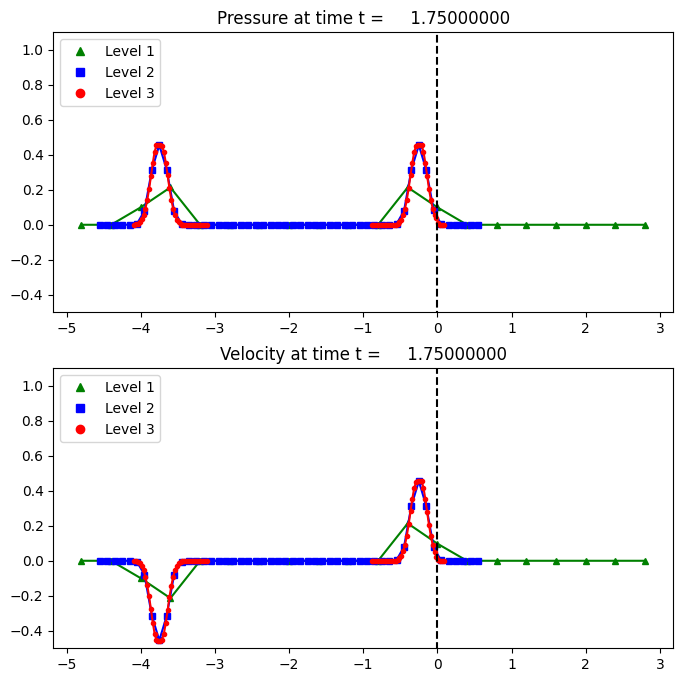 Pressure at time t =     1.75000000
Level 1
Level 2
Level 3
1.0
0.8
0.6
0.4
0.2
0.0
−0.2
−0.4
−5 −4 −3 −2 −1 0 1 2 3
Velocity at time t =     1.75000000
Level 1
Level 2
Level 3
1.0
0.8
0.6
0.4
0.2
0.0
−0.2
−0.4
−5 −4 −3 −2 −1 0 1 2 3